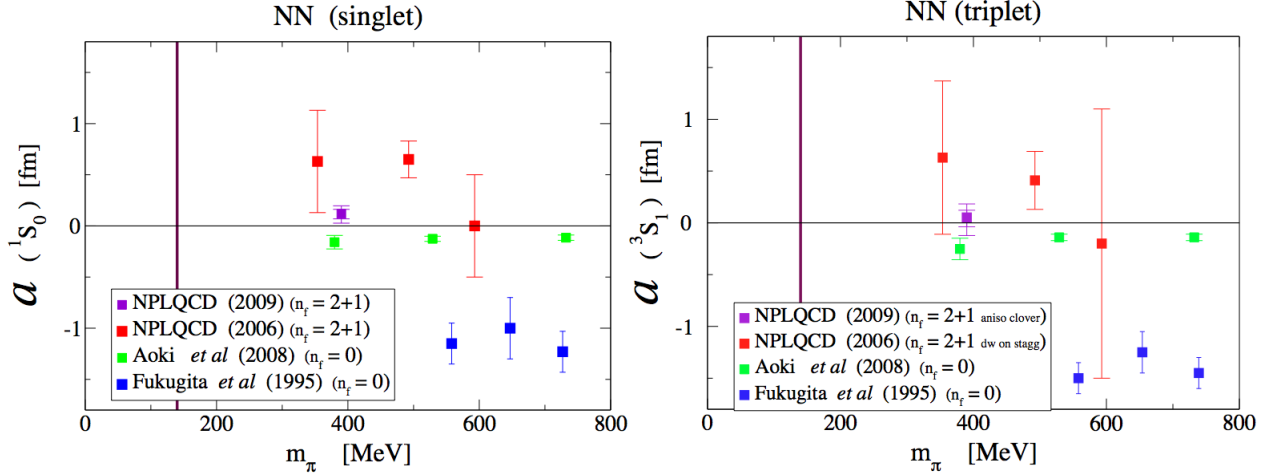 NN (singlet)
a (¹S₀) [fm]
1
0
-1
NPLQCD (2009) (n_f = 2+1)
NPLQCD (2006) (n_f = 2+1)
Aoki et al (2008) (n_f = 0)
Fukugita et al (1995) (n_f = 0)
0 200 400 600 800
m_π [MeV]
NN (triplet)
a (³S₁) [fm]
1
0
-1
NPLQCD (2009) (n_f = 2+1 aniso clover)
NPLQCD (2006) (n_f = 2+1 dw on stagg)
Aoki et al (2008) (n_f = 0)
Fukugita et al (1995) (n_f = 0)
0 200 400 600 800
m_π [MeV]